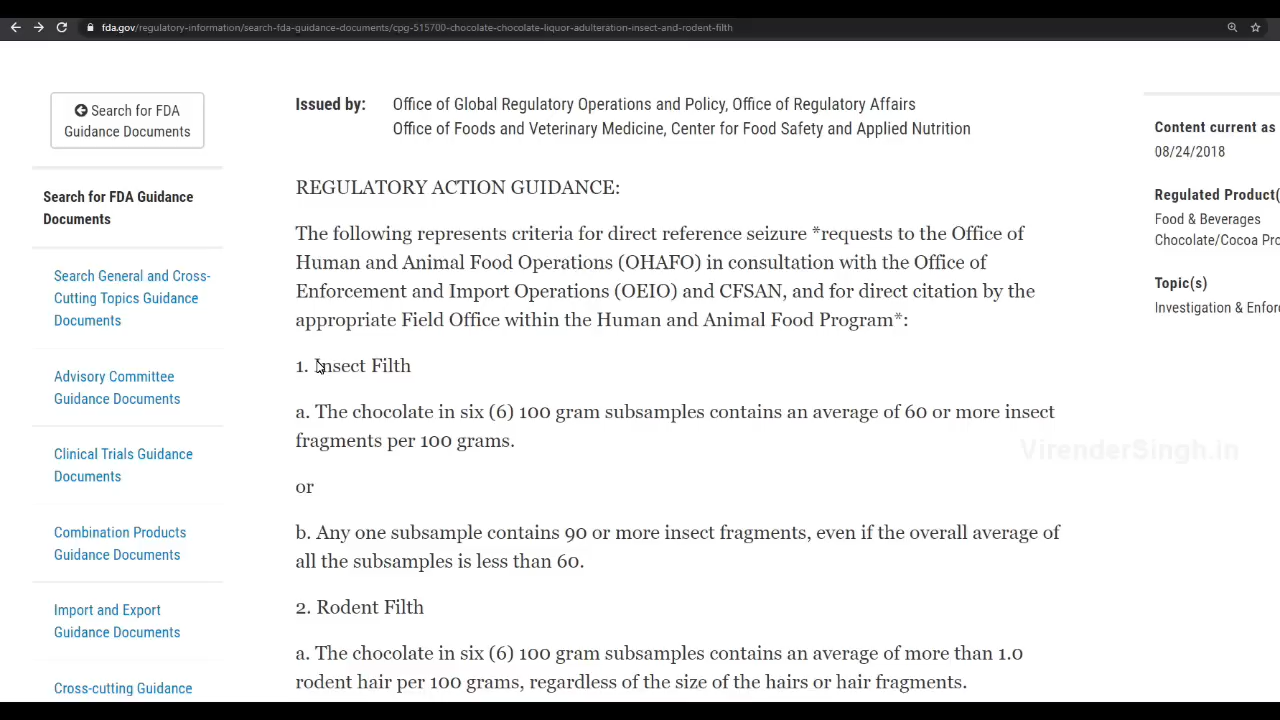 fda.gov/regulatory-information/search-fda-guidance-documents/cpg-515700-chocolate-chocolate-liquor-adulteration-insect-and-rodent-filth
Search for FDA
Guidance Documents
Search for FDA Guidance
Documents
Search General and Cross-
Cutting Topics Guidance
Documents
Advisory Committee
Guidance Documents
Clinical Trials Guidance
Documents
Combination Products
Guidance Documents
Import and Export
Guidance Documents
Cross-cutting Guidance
Issued by: Office of Global Regulatory Operations and Policy, Office of Regulatory Affairs
Office of Foods and Veterinary Medicine, Center for Food Safety and Applied Nutrition
REGULATORY ACTION GUIDANCE:
The following represents criteria for direct reference seizure *requests to the Office of
Human and Animal Food Operations (OHAFO) in consultation with the Office of
Enforcement and Import Operations (OEIO) and CFSAN, and for direct citation by the
appropriate Field Office within the Human and Animal Food Program*:
1. Insect Filth
a. The chocolate in six (6) 100 gram subsamples contains an average of 60 or more insect
fragments per 100 grams.
or
b. Any one subsample contains 90 or more insect fragments, even if the overall average of
all the subsamples is less than 60.
2. Rodent Filth
a. The chocolate in six (6) 100 gram subsamples contains an average of more than 1.0
rodent hair per 100 grams, regardless of the size of the hairs or hair fragments.
Content current as
08/24/2018
Regulated Product(
Food & Beverages
Chocolate/Cocoa Pro
Topic(s)
Investigation & Enfor
VirenderSingh.in